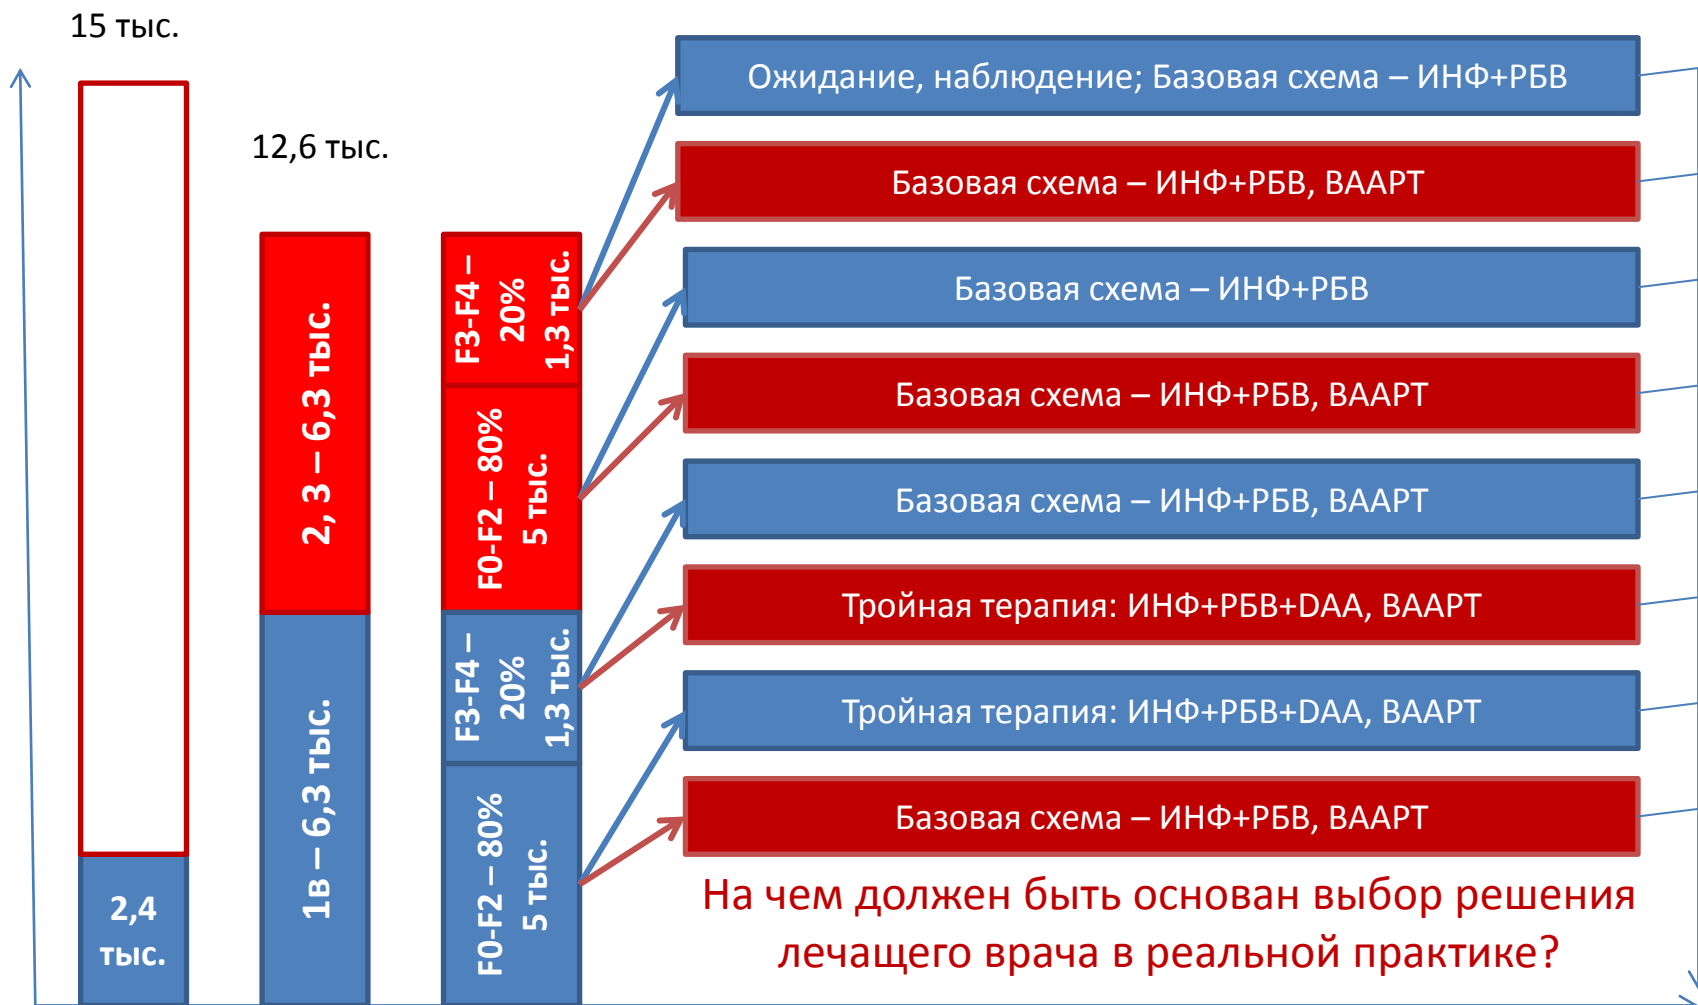 15 тыс.
12,6 тыс.
2,4
тыс.
2, 3 – 6,3 тыс.
1в – 6,3 тыс.
F3-F4 –
20%
1,3 тыс.
F0-F2 – 80%
5 тыс.
F3-F4 –
20%
1,3 тыс.
F0-F2 – 80%
5 тыс.
Ожидание, наблюдение; Базовая схема – ИНФ+РБВ
Базовая схема – ИНФ+РБВ, ВААРТ
Базовая схема – ИНФ+РБВ
Базовая схема – ИНФ+РБВ, ВААРТ
Базовая схема – ИНФ+РБВ, ВААРТ
Тройная терапия: ИНФ+РБВ+DAA, ВААРТ
Тройная терапия: ИНФ+РБВ+DAA, ВААРТ
Базовая схема – ИНФ+РБВ, ВААРТ
На чем должен быть основан выбор решения
лечащего врача в реальной практике?